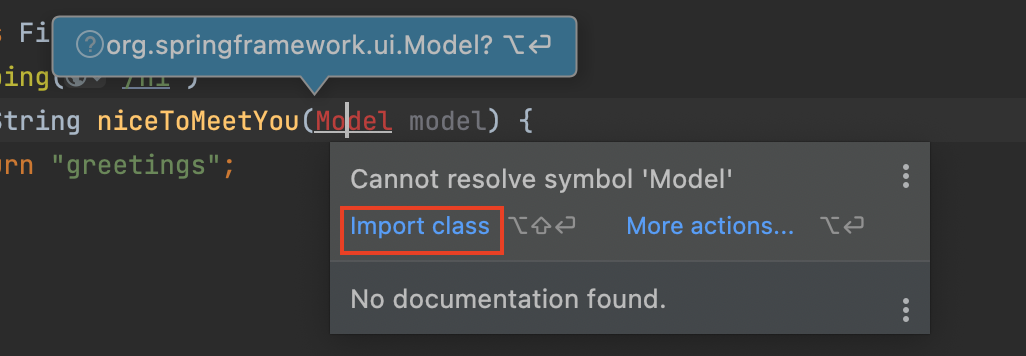 s Fi
org.springframework.ui.Model? ⌥⏎
ping( "/hi")
String niceToMeetYou(Model model) {
urn "greetings";
Cannot resolve symbol 'Model'
Import class ⌥⇧⏎ More actions... ⌥⏎
No documentation found.